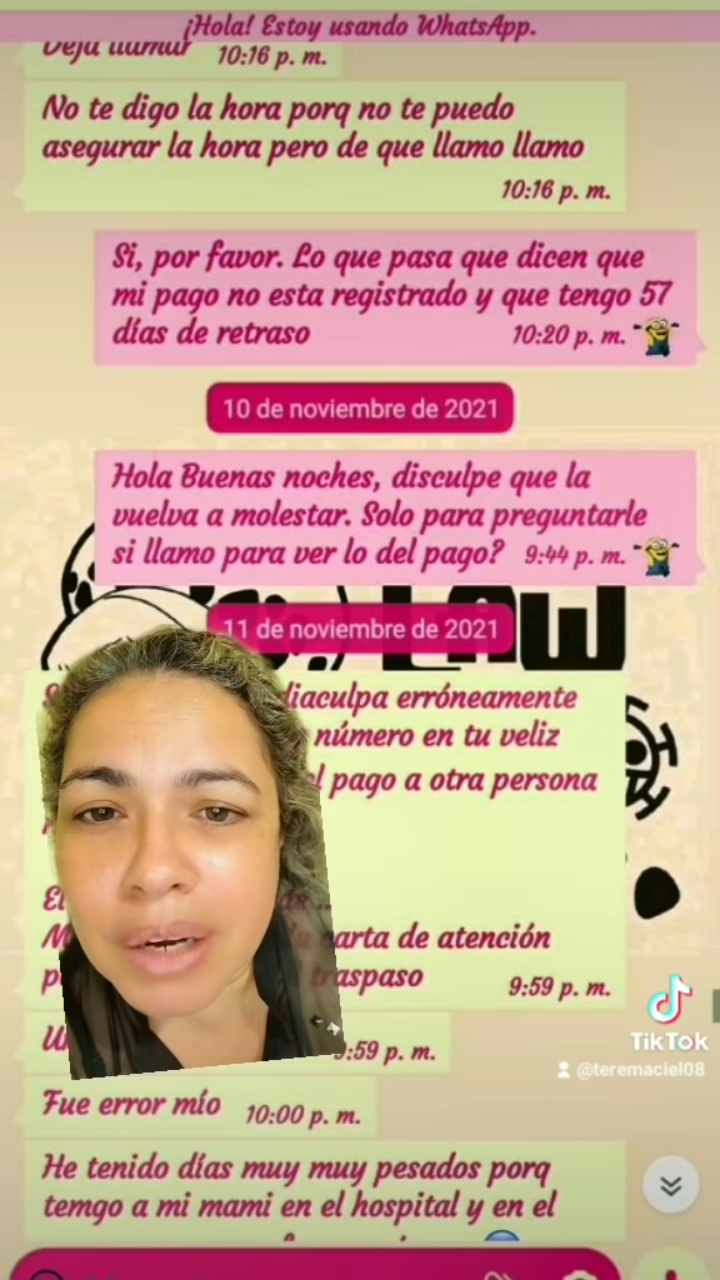 ¡Hola! Estoy usando WhatsApp.
Deja llamar 10:16 p. m.
No te digo la hora porq no te puedo
asegurar la hora pero de que llamo llamo
10:16 p. m.
Si, por favor. Lo que pasa que dicen que
mi pago no esta registrado y que tengo 57
días de retraso 10:20 p. m.
10 de noviembre de 2021
Hola Buenas noches, disculpe que la
vuelva a molestar. Solo para preguntarle
si llamo para ver lo del pago? 9:44 p. m.
LAW
11 de noviembre de 2021
diaculpa erróneamente
número en tu veliz
pago a otra persona
El
carta de atención
traspaso 9:59 p. m.
9:59 p. m.
Fue error mío 10:00 p. m.
He tenido días muy muy pesados porq
temgo a mi mami en el hospital y en el
TikTok
@teremaciel08